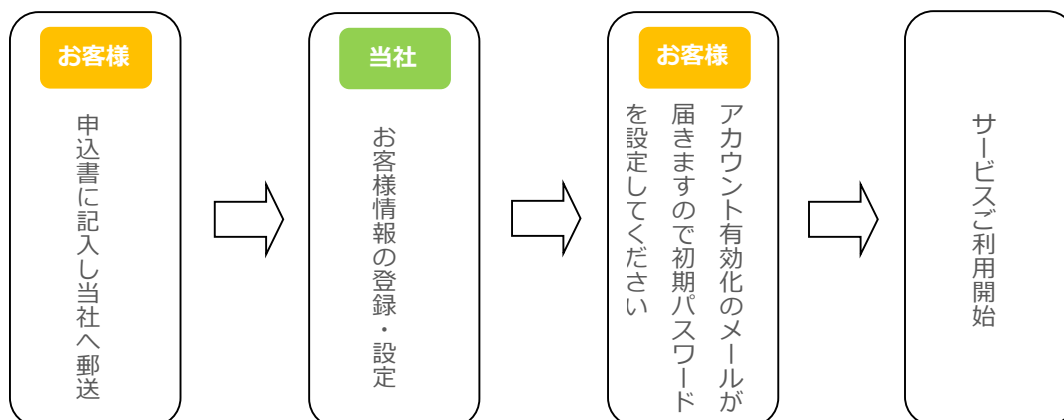 お客様
申込書に記入し当社へ郵送
当社
お客様情報の登録・設定
お客様
アカウント有効化のメールが
届きますので初期パスワード
を設定してください
サービスご利用開始